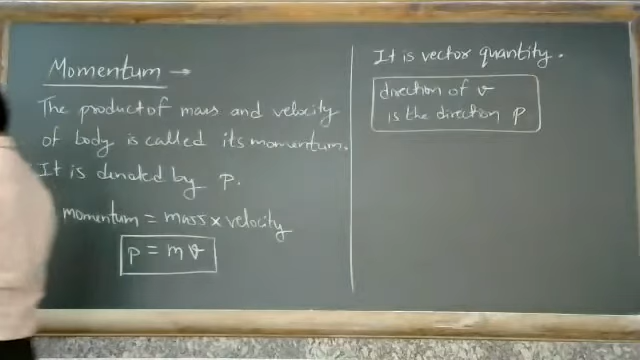 Momentum →
The product of mass and velocity
of body is called its momentum.
It is denated by p.
momentum = mass × velocity
p = m v
It is vector quantity.
direction of v
is the direction p